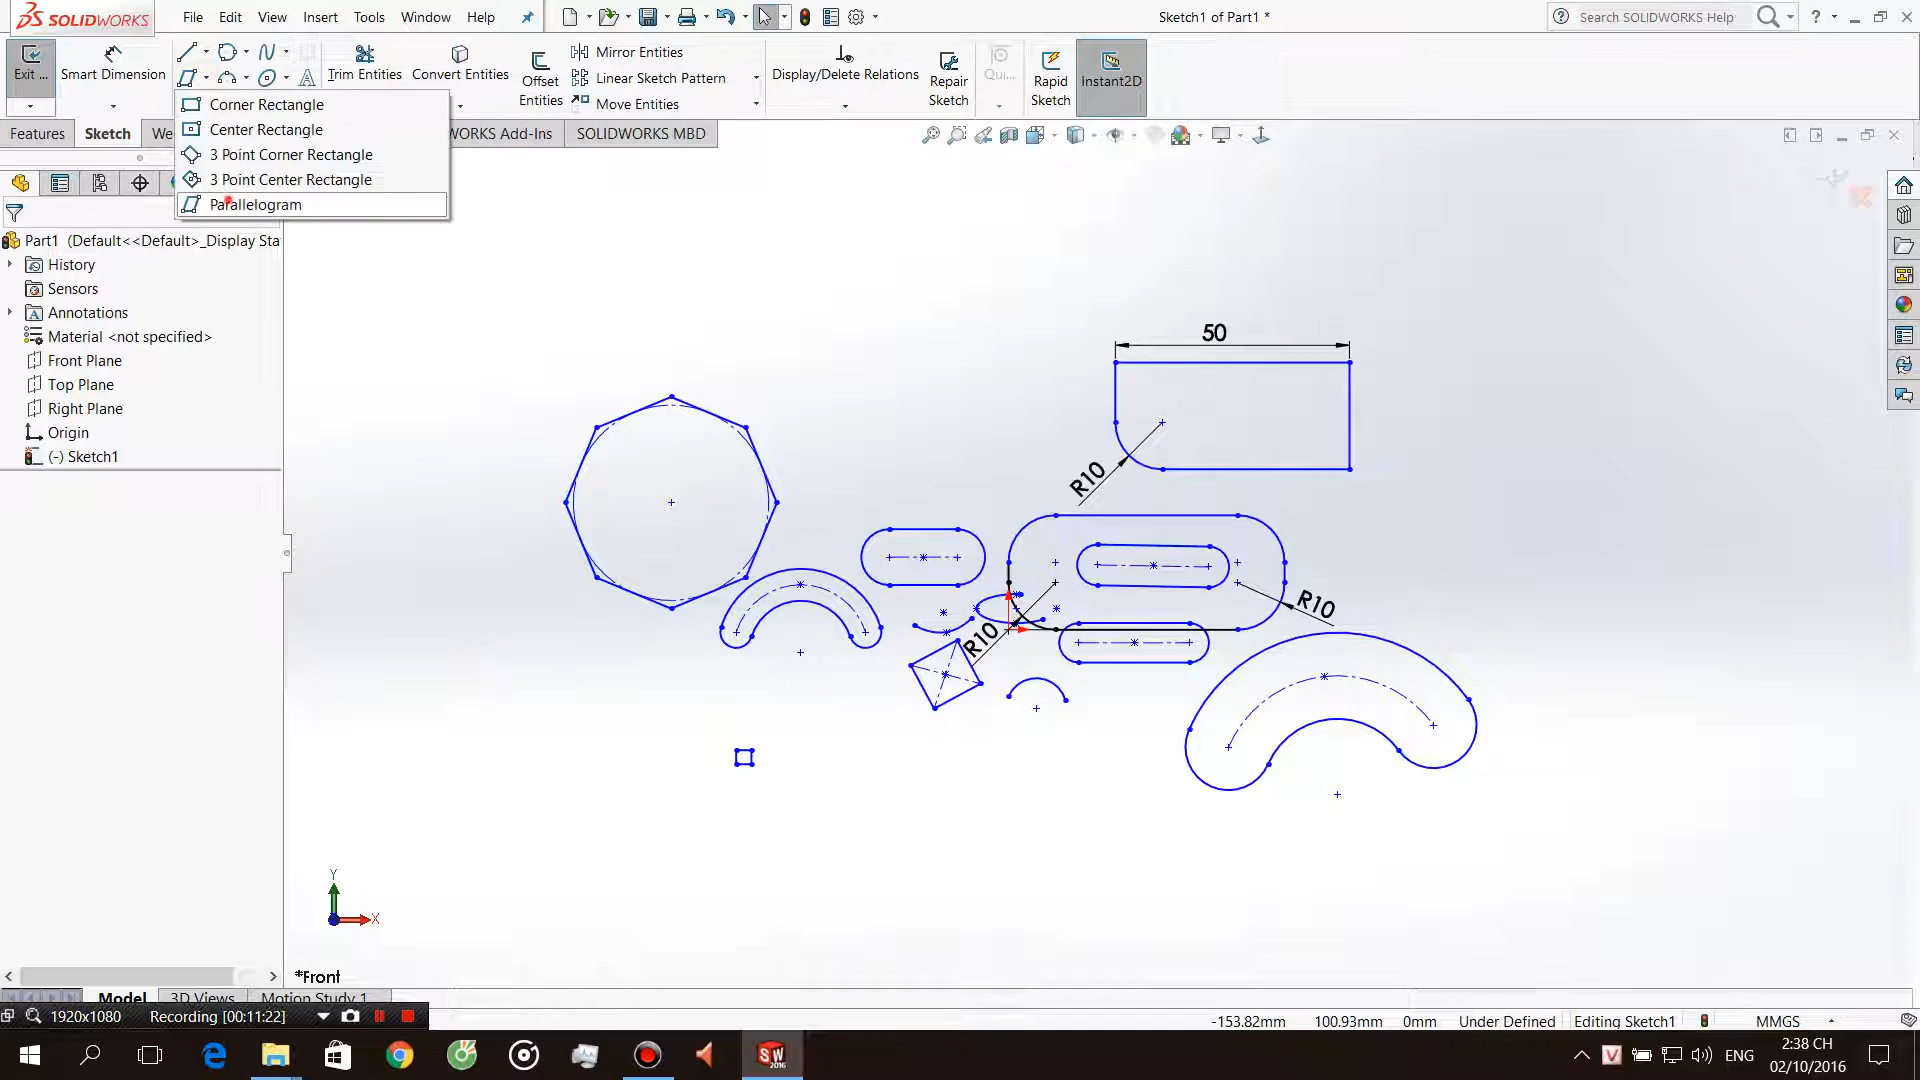 SOLIDWORKS
File Edit View Insert Tools Window Help
Sketch1 of Part1 *
Search SOLIDWORKS Help
Exit ...
Smart Dimension
Trim Entities
Convert Entities
Offset Entities
Mirror Entities
Linear Sketch Pattern
Move Entities
Display/Delete Relations
Repair Sketch
Qui...
Rapid Sketch
Instant2D
Corner Rectangle
Center Rectangle
3 Point Corner Rectangle
3 Point Center Rectangle
Parallelogram
Features Sketch We
WORKS Add-Ins SOLIDWORKS MBD
Part1 (Default<<Default>_Display Sta
History
Sensors
Annotations
Material <not specified>
Front Plane
Top Plane
Right Plane
Origin
(-) Sketch1
50
R10
R10
R10
Y
X
*Front
Model 3D Views Motion Study 1
1920x1080 Recording [00:11:22]
-153.82mm 100.93mm 0mm Under Defined Editing Sketch1 MMGS
ENG
2:38 CH
02/10/2016
SW
2016